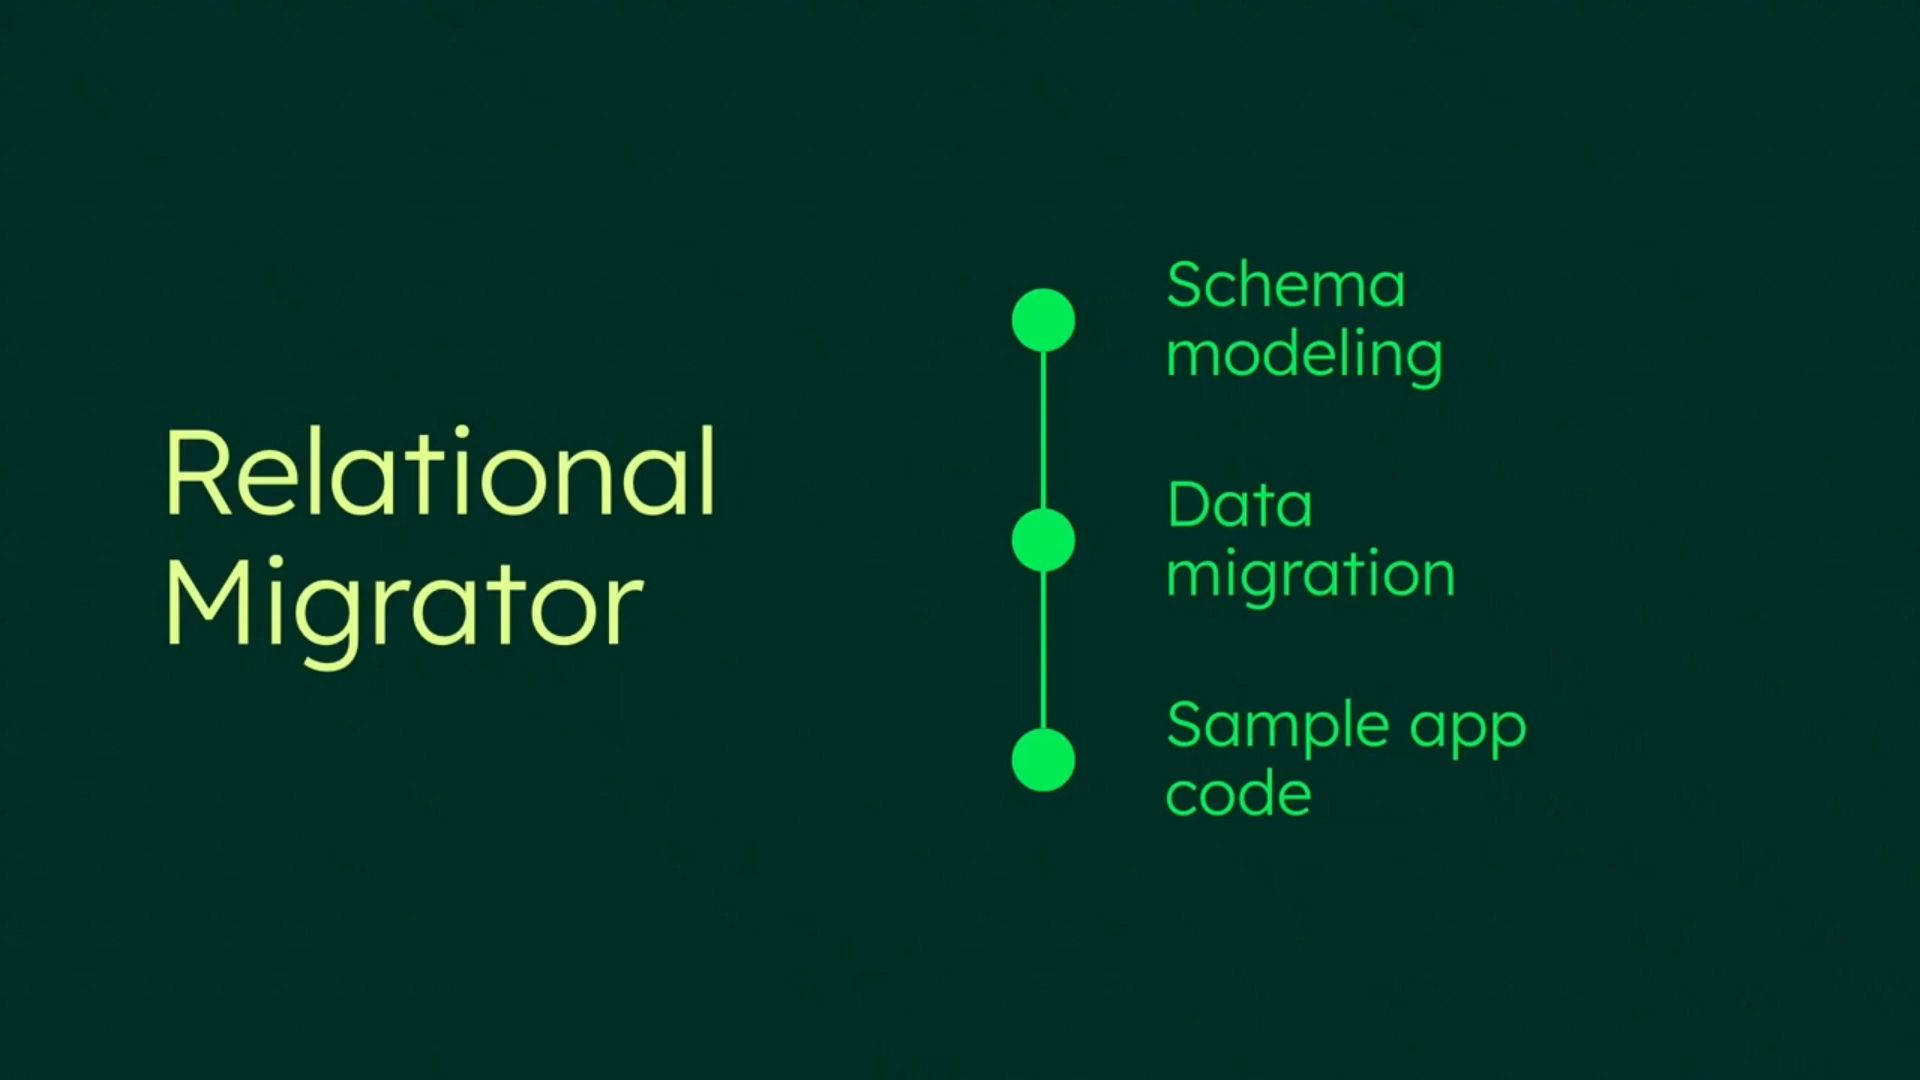 Relational
Migrator
Schema
modeling
Data
migration
Sample app
code